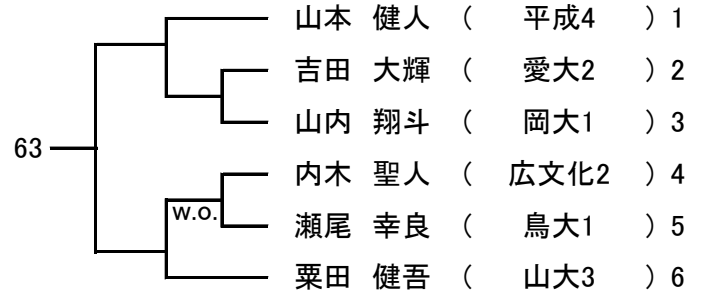 山本 健人 ( 平成4 ) 1
吉田 大輝 ( 愛大2 ) 2
山内 翔斗 ( 岡大1 ) 3
63
内木 聖人 ( 広文化2 ) 4
w.o.
瀬尾 幸良 ( 鳥大1 ) 5
粟田 健吾 ( 山大3 ) 6